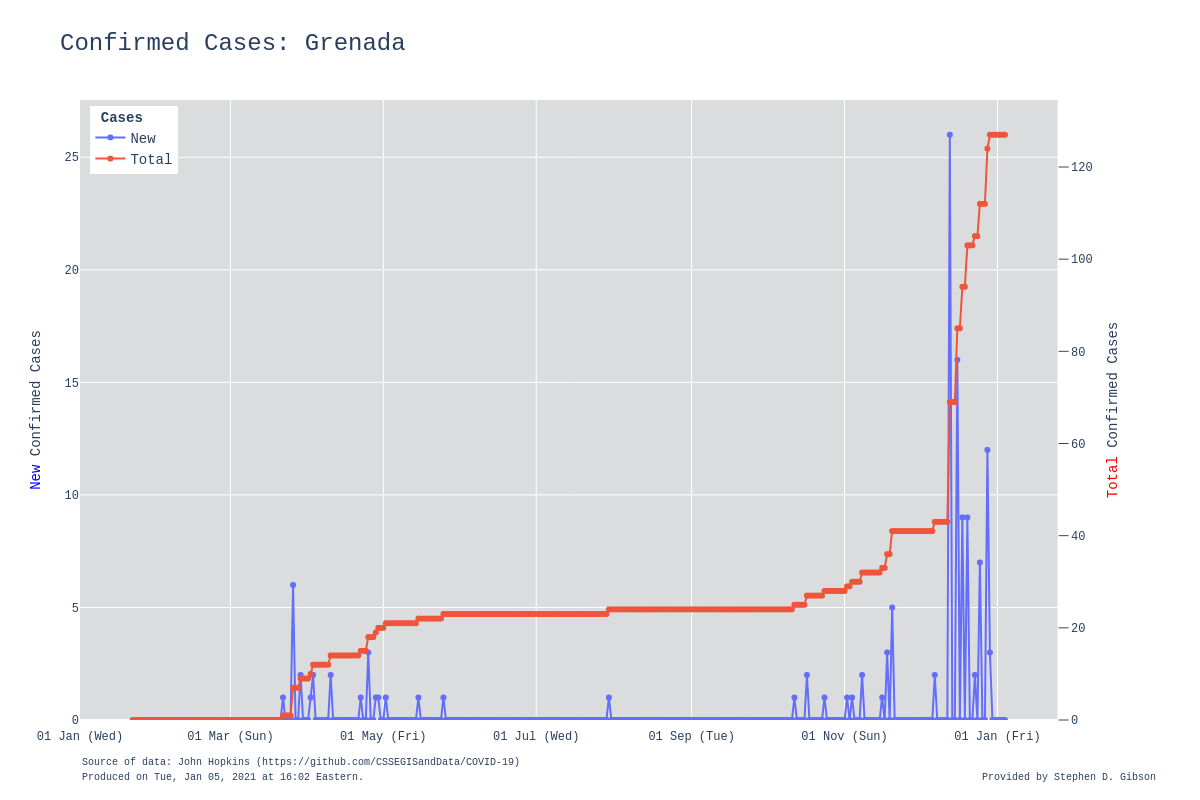 Confirmed Cases: Grenada
Cases
New
Total
25
20
15
10
5
0
New Confirmed Cases
120
100
80
60
40
20
0
Total Confirmed Cases
01 Jan (Wed) 01 Mar (Sun) 01 May (Fri) 01 Jul (Wed) 01 Sep (Tue) 01 Nov (Sun) 01 Jan (Fri)
Source of data: John Hopkins (https://github.com/CSSEGISandData/COVID-19)
Produced on Tue, Jan 05, 2021 at 16:02 Eastern.
Provided by Stephen D. Gibson